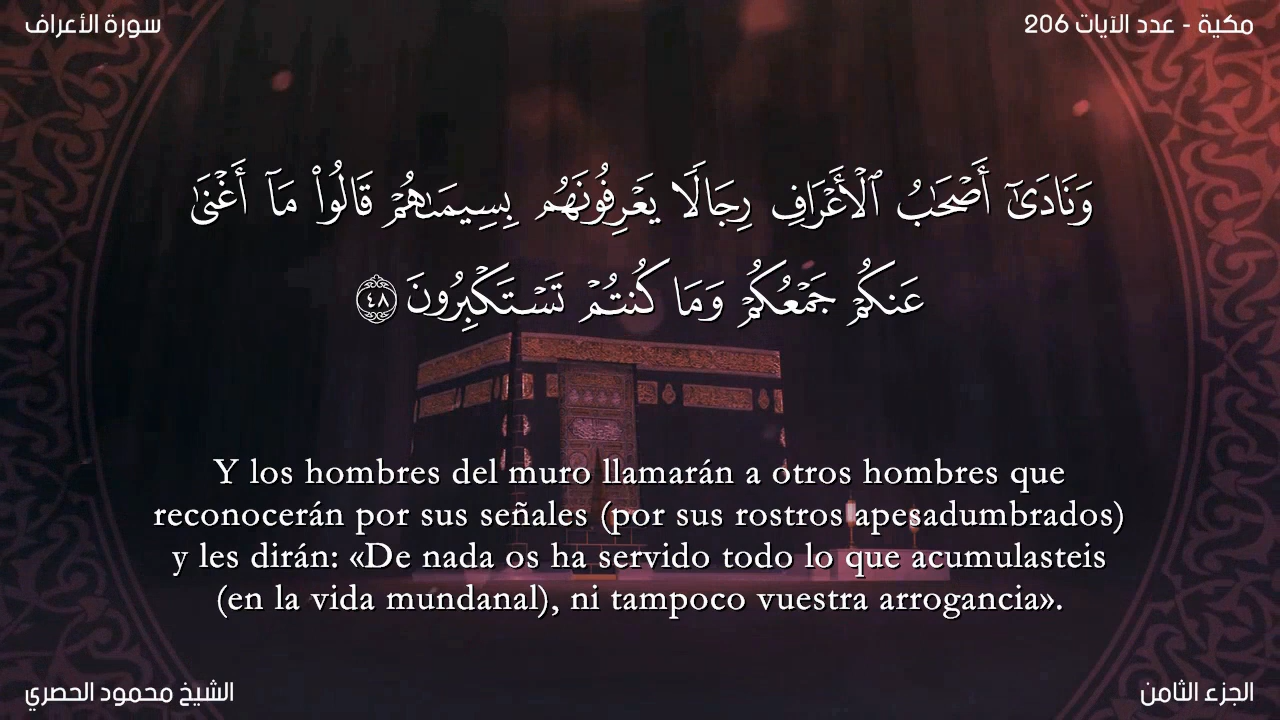 سورة الأعراف
مكية - عدد الآيات 206
وَنَادَىٰٓ أَصْحَٰبُ ٱلْأَعْرَافِ رِجَالًا يَعْرِفُونَهُم بِسِيمَىٰهُمْ قَالُوا۟ مَآ أَغْنَىٰ
عَنكُمْ جَمْعُكُمْ وَمَا كُنتُمْ تَسْتَكْبِرُونَ ٤٨
Y los hombres del muro llamarán a otros hombres que
reconocerán por sus señales (por sus rostros apesadumbrados)
y les dirán: «De nada os ha servido todo lo que acumulasteis
(en la vida mundanal), ni tampoco vuestra arrogancia».
الشيخ محمود الحصري
الجزء الثامن